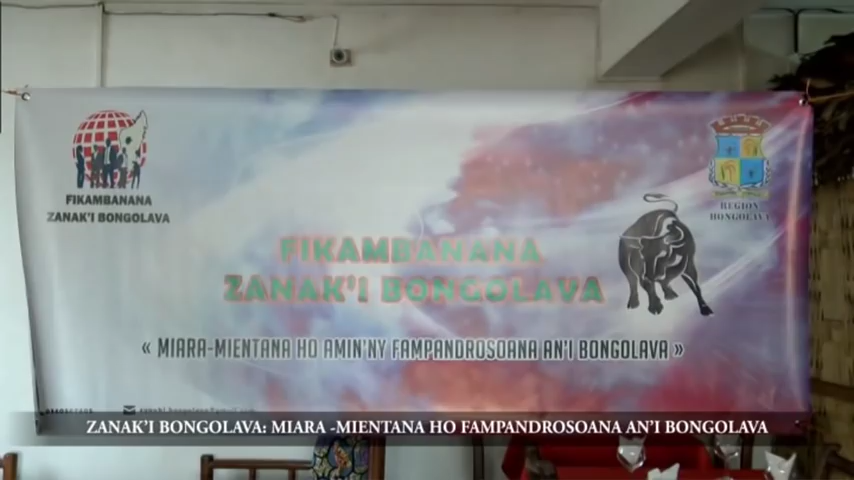 FIKAMBANANA
ZANAK'I BONGOLAVA
REGION
BONGOLAVA
FIKAMBANANA
ZANAK'I BONGOLAVA
« MIARA-MIENTANA HO AMIN'NY FAMPANDROSOANA AN'I BONGOLAVA »
ZANAK'I BONGOLAVA: MIARA -MIENTANA HO FAMPANDROSOANA AN'I BONGOLAVA